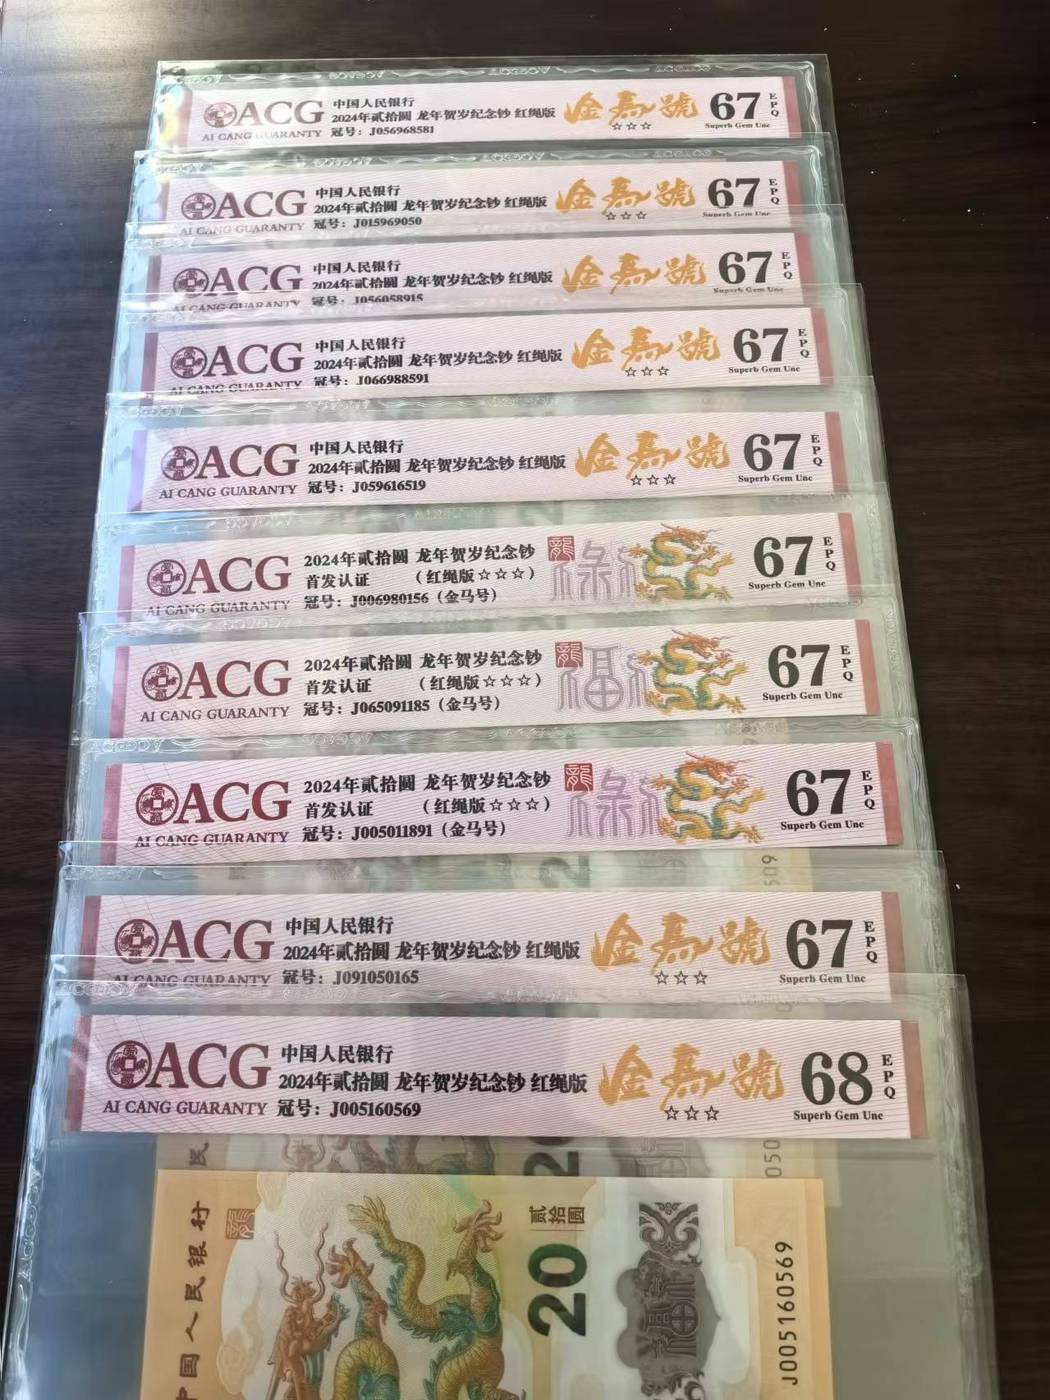 ACG
AI CANG GUARANTY
中国人民银行
2024年贰拾圆 龙年贺岁纪念钞 红绳版
冠号：J056968581
金马號
☆☆☆
67
EPQ
Superb Gem Unc
ACG
AI CANG GUARANTY
中国人民银行
2024年贰拾圆 龙年贺岁纪念钞 红绳版
冠号：J015969050
金马號
☆☆☆
67
EPQ
Superb Gem Unc
ACG
AI CANG GUARANTY
中国人民银行
2024年贰拾圆 龙年贺岁纪念钞 红绳版
冠号：J056058915
金马號
67
EPQ
Superb Gem Unc
ACG
AI CANG GUARANTY
中国人民银行
2024年贰拾圆 龙年贺岁纪念钞 红绳版
冠号：J066988591
金马號
☆☆☆
67
EPQ
Superb Gem Unc
ACG
AI CANG GUARANTY
中国人民银行
2024年贰拾圆 龙年贺岁纪念钞 红绳版
冠号：J059616519
金马號
☆☆☆
67
EPQ
Superb Gem Unc
ACG
AI CANG GUARANTY
2024年贰拾圆 龙年贺岁纪念钞
首发认证 （红绳版☆☆☆）
冠号：J006980156（金马号）
龍
禄
67
EPQ
Superb Gem Unc
ACG
AI CANG GUARANTY
2024年贰拾圆 龙年贺岁纪念钞
首发认证 （红绳版☆☆☆）
冠号：J065091185（金马号）
龍
福
67
EPQ
Superb Gem Unc
ACG
AI CANG GUARANTY
2024年贰拾圆 龙年贺岁纪念钞
首发认证 （红绳版☆☆☆）
冠号：J005011891（金马号）
龍
禄
67
EPQ
Superb Gem Unc
ACG
AI CANG GUARANTY
中国人民银行
2024年贰拾圆 龙年贺岁纪念钞 红绳版
冠号：J091050165
金马號
☆☆☆
67
EPQ
Superb Gem Unc
ACG
AI CANG GUARANTY
中国人民银行
2024年贰拾圆 龙年贺岁纪念钞 红绳版
冠号：J005160569
金马號
☆☆☆
68
EPQ
Superb Gem Unc
中国人民银行
贰拾圆
20
福
J005160569